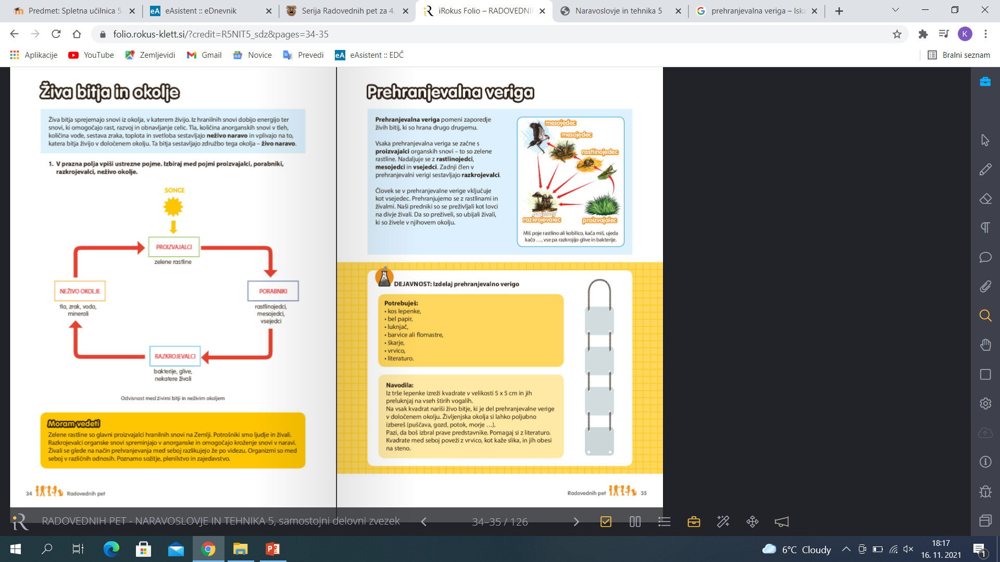 Predmet: Spletna učilnica 5.
eAsistent :: eDnevnik
Serija Radovednih pet za 4.
iRokus Folio – RADOVEDNIH
Naravoslovje in tehnika 5
prehranjevalna veriga – Iska
folio.rokus-klett.si/?credit=R5NIT5_sdz&pages=34-35
K
Aplikacije
YouTube
Zemljevidi
Gmail
Novice
Prevedi
eA
eAsistent :: EDČ
Bralni seznam
Živa bitja in okolje
Živa bitja sprejemajo snovi iz okolja, v katerem živijo. Iz hranilnih snovi dobijo energijo ter
snovi, ki omogočajo rast, razvoj in obnavljanje celic. Tla, količina anorganskih snovi v tleh,
količina vode, sestava zraka, toplota in svetloba sestavljajo neživo naravo in vplivajo na to,
katera bitja živijo v določenem okolju. Ta bitja sestavljajo združbo tega okolja – živo naravo.
1. V prazna polja vpiši ustrezne pojme. Izbiraj med pojmi proizvajalci, porabniki,
razkrojevalci, neživo okolje.
SONCE
PROIZVAJALCI
zelene rastline
NEŽIVO OKOLJE
tla, zrak, voda,
minerali
PORABNIKI
rastlinojedci,
mesojedci,
vsejedci
RAZKROJEVALCI
bakterije, glive,
nekatere živali
Odvisnost med živimi bitji in neživim okoljem
Moram vedeti
Zelene rastline so glavni proizvajalci hranilnih snovi na Zemlji. Potrošniki smo ljudje in živali.
Razkrojevalci organske snovi spreminjajo v anorganske in omogočajo kroženje snovi v naravi.
Živali se glede na način prehranjevanja med seboj razlikujejo že po videzu. Organizmi so med
seboj v različnih odnosih. Poznamo sožitje, plenilstvo in zajedavstvo.
34
Radovednih pet
Prehranjevalna veriga
Prehranjevalna veriga pomeni zaporedje
živih bitij, ki so hrana drugo drugemu.
Vsaka prehranjevalna veriga se začne s
proizvajalci organskih snovi – to so zelene
rastline. Nadaljuje se z rastlinojedci,
mesojedci in vsejedci. Zadnji člen v
prehranjevalni verigi sestavljajo razkrojevalci.
Človek se v prehranjevalne verige vključuje
kot vsejedec. Prehranjujemo se z rastlinami in
živalmi. Naši predniki so se preživljali kot lovci
na divje živali. Da so preživeli, so ubijali živali,
ki so živele v njihovem okolju.
mesojedec
mesojedec
rastlinojedec
razkrojevalec
proizvajalec
Miš poje rastlino ali kobilico, kača miš, ujeda
kačo ..., vse pa razkrojijo glive in bakterije.
DEJAVNOST: Izdelaj prehranjevalno verigo
Potrebuješ:
• kos lepenke,
• bel papir,
• luknjač,
• barvice ali flomastre,
• škarje,
• vrvico,
• literaturo.
Navodila:
Iz trše lepenke izreži kvadrate v velikosti 5 x 5 cm in jih
preluknjaj na vseh štirih vogalih.
Na vsak kvadrat nariši živo bitje, ki je del prehranjevalne verige
v določenem okolju. Življenjska okolja si lahko poljubno
izbereš (puščava, gozd, potok, morje ...).
Pazi, da boš izbral prave predstavnike. Pomagaj si z literaturo.
Kvadrate med seboj poveži z vrvico, kot kaže slika, in jih obesi
na steno.
Radovednih pet
35
iR
RADOVEDNIH PET - NARAVOSLOVJE IN TEHNIKA 5, samostojni delovni zvezek
34–35 / 126
6°C Cloudy
18:17
16. 11. 2021
1